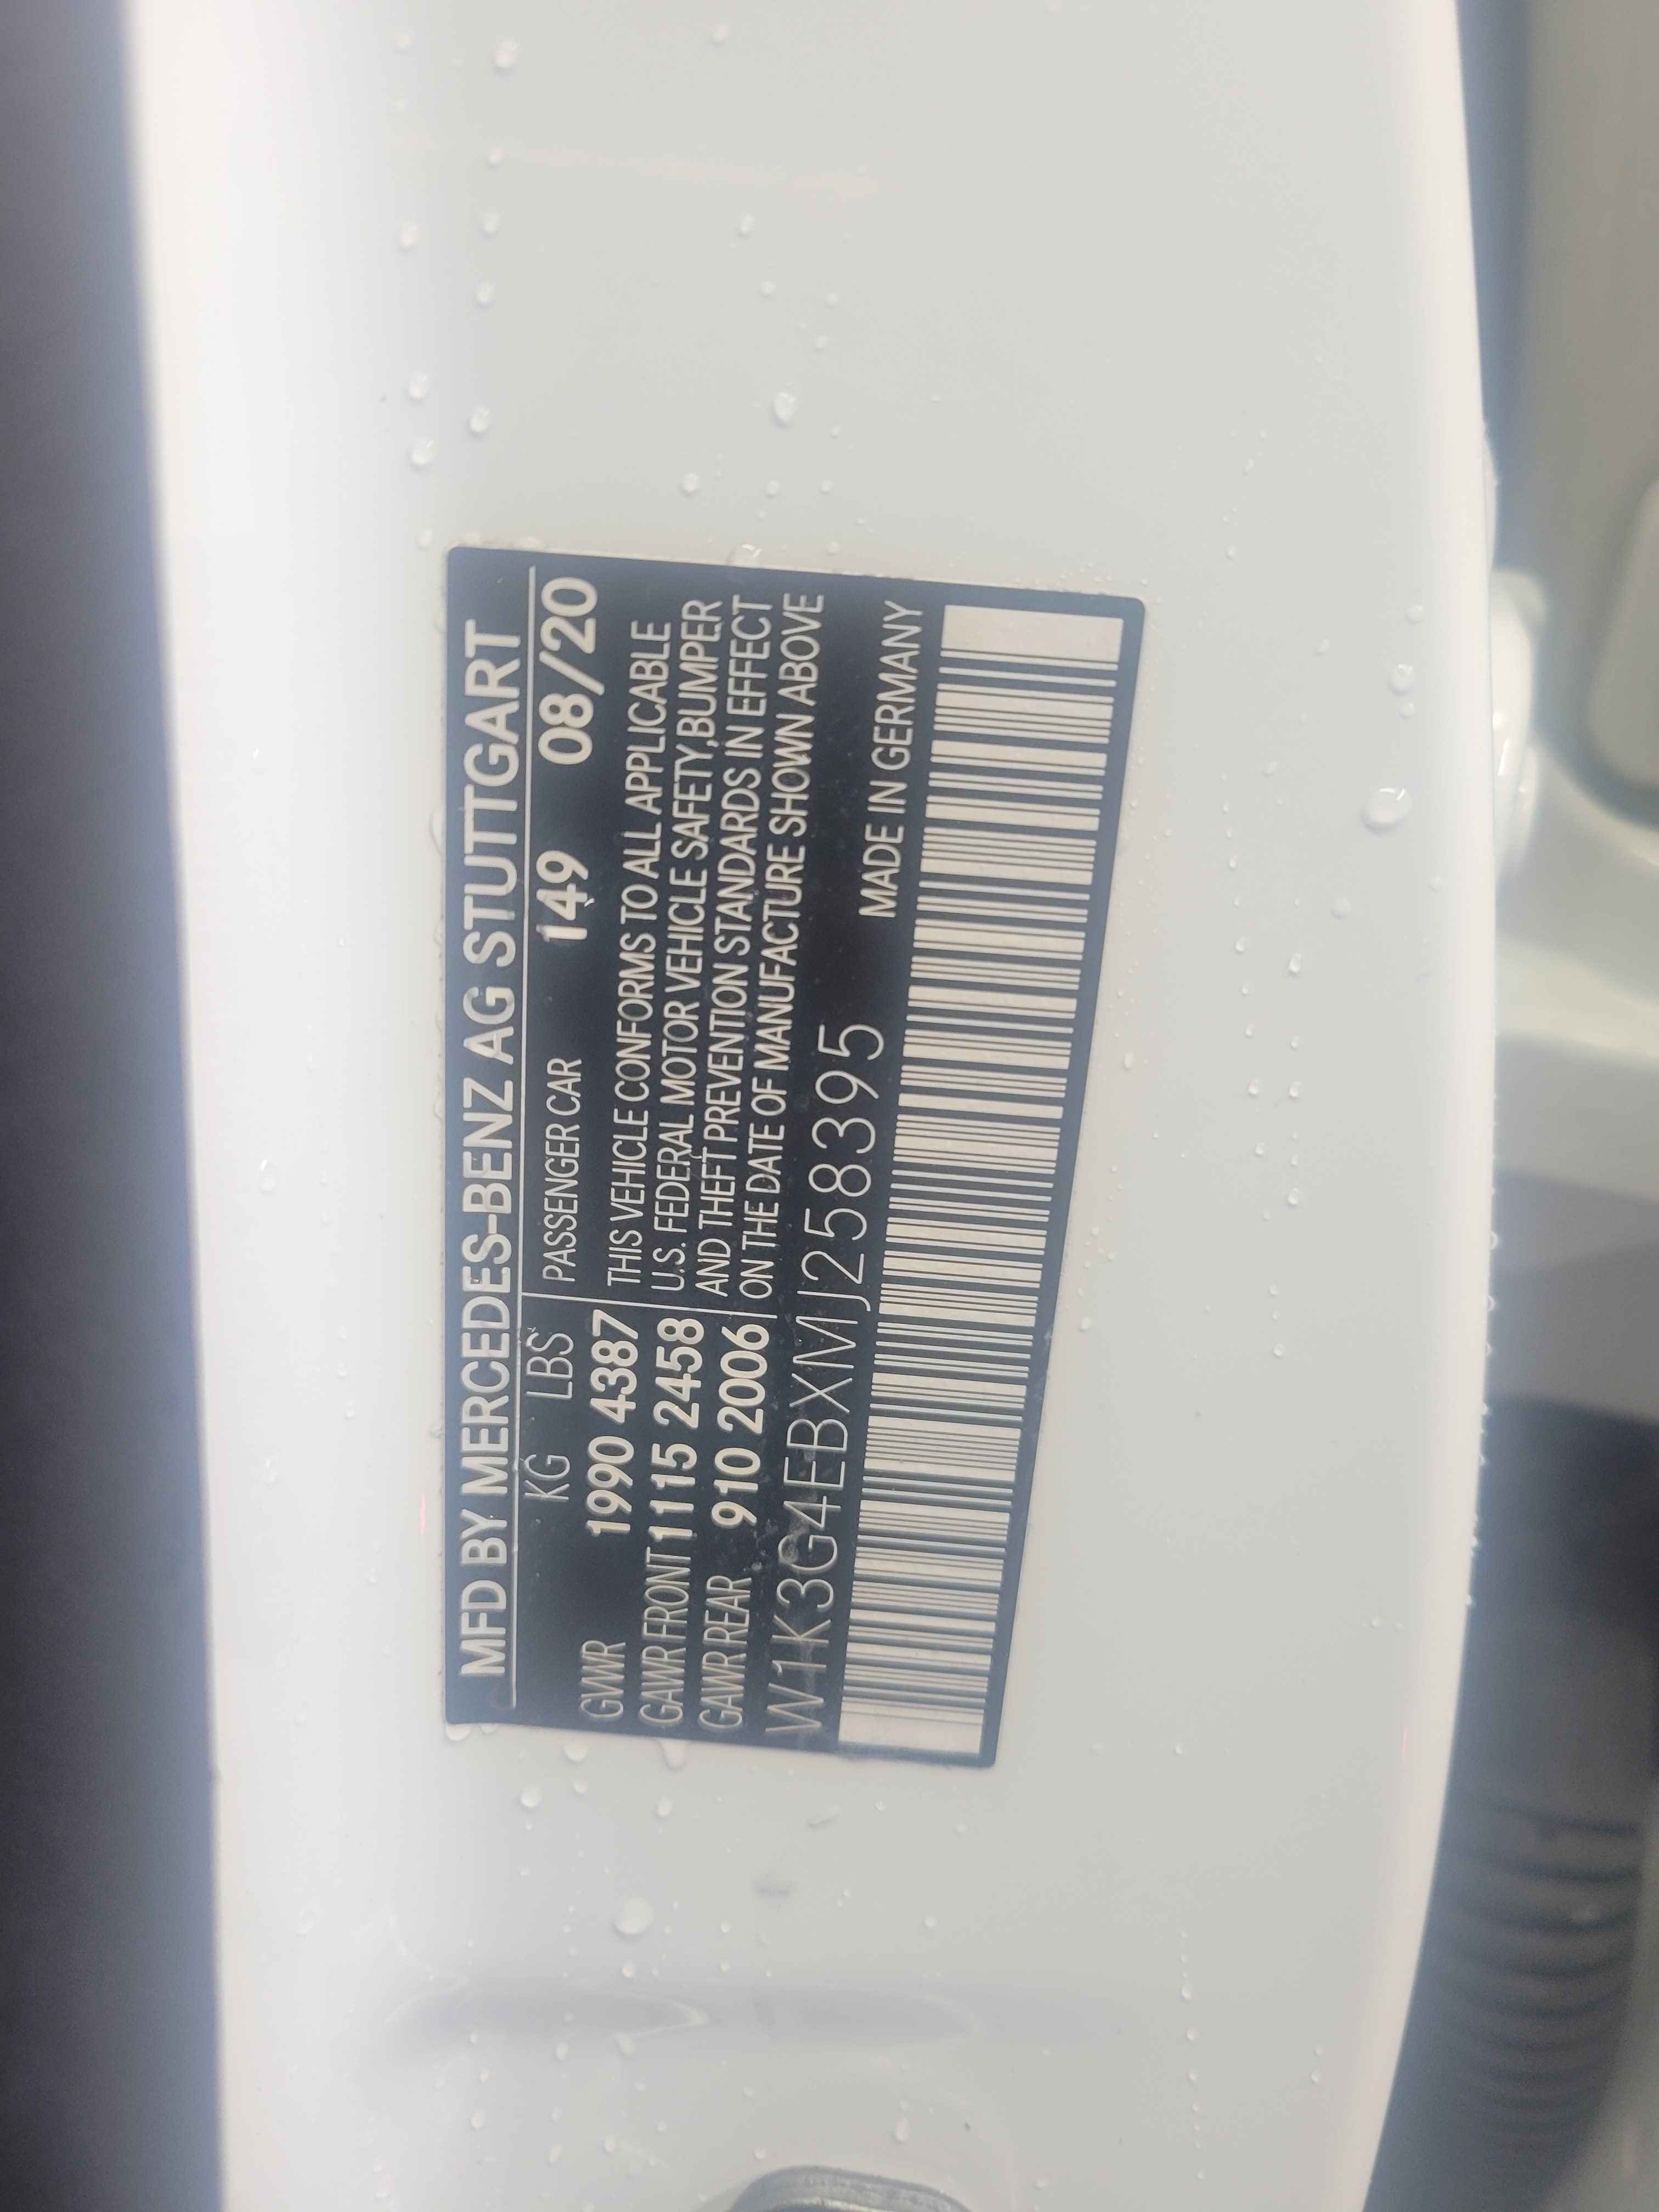 MFD BY MERCEDES-BENZ AG STUTTGART
KG LBS PASSENGER CAR 149 08/20
GVWR 1990 4387 THIS VEHICLE CONFORMS TO ALL APPLICABLE
GAWR FRONT 1115 2458 U.S. FEDERAL MOTOR VEHICLE SAFETY,BUMPER
GAWR REAR 910 2006 AND THEFT PREVENTION STANDARDS IN EFFECT
ON THE DATE OF MANUFACTURE SHOWN ABOVE
W1K3G4EBXMJ258395 MADE IN GERMANY